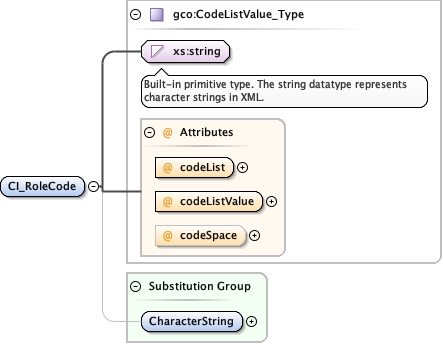 gco:CodeListValue_Type
xs:string
Built-in primitive type. The string datatype represents
character strings in XML.
@ Attributes
@ codeList
CI_RoleCode
@ codeListValue
@ codeSpace
Substitution Group
CharacterString